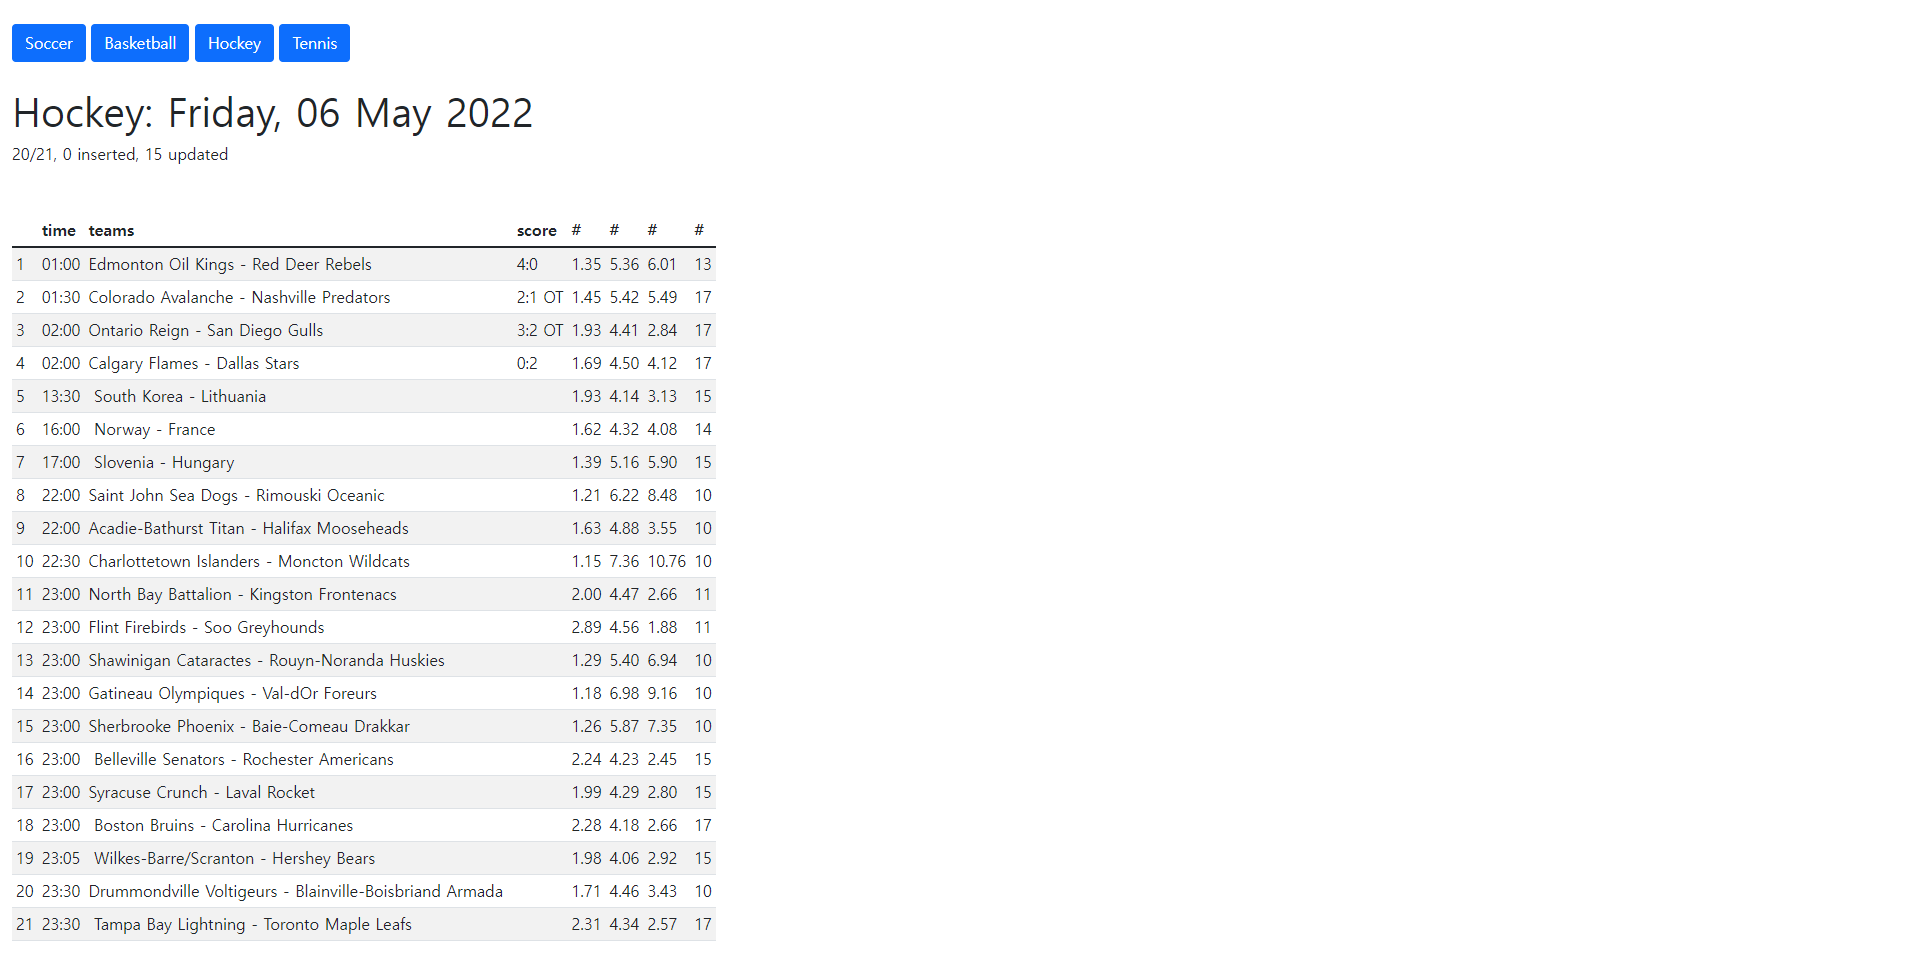 Soccer Basketball Hockey Tennis
Hockey: Friday, 06 May 2022
20/21, 0 inserted, 15 updated
time teams score # # # #
1 01:00 Edmonton Oil Kings - Red Deer Rebels 4:0 1.35 5.36 6.01 13
2 01:30 Colorado Avalanche - Nashville Predators 2:1 OT 1.45 5.42 5.49 17
3 02:00 Ontario Reign - San Diego Gulls 3:2 OT 1.93 4.41 2.84 17
4 02:00 Calgary Flames - Dallas Stars 0:2 1.69 4.50 4.12 17
5 13:30 South Korea - Lithuania 1.93 4.14 3.13 15
6 16:00 Norway - France 1.62 4.32 4.08 14
7 17:00 Slovenia - Hungary 1.39 5.16 5.90 15
8 22:00 Saint John Sea Dogs - Rimouski Oceanic 1.21 6.22 8.48 10
9 22:00 Acadie-Bathurst Titan - Halifax Mooseheads 1.63 4.88 3.55 10
10 22:30 Charlottetown Islanders - Moncton Wildcats 1.15 7.36 10.76 10
11 23:00 North Bay Battalion - Kingston Frontenacs 2.00 4.47 2.66 11
12 23:00 Flint Firebirds - Soo Greyhounds 2.89 4.56 1.88 11
13 23:00 Shawinigan Cataractes - Rouyn-Noranda Huskies 1.29 5.40 6.94 10
14 23:00 Gatineau Olympiques - Val-dOr Foreurs 1.18 6.98 9.16 10
15 23:00 Sherbrooke Phoenix - Baie-Comeau Drakkar 1.26 5.87 7.35 10
16 23:00 Belleville Senators - Rochester Americans 2.24 4.23 2.45 15
17 23:00 Syracuse Crunch - Laval Rocket 1.99 4.29 2.80 15
18 23:00 Boston Bruins - Carolina Hurricanes 2.28 4.18 2.66 17
19 23:05 Wilkes-Barre/Scranton - Hershey Bears 1.98 4.06 2.92 15
20 23:30 Drummondville Voltigeurs - Blainville-Boisbriand Armada 1.71 4.46 3.43 10
21 23:30 Tampa Bay Lightning - Toronto Maple Leafs 2.31 4.34 2.57 17